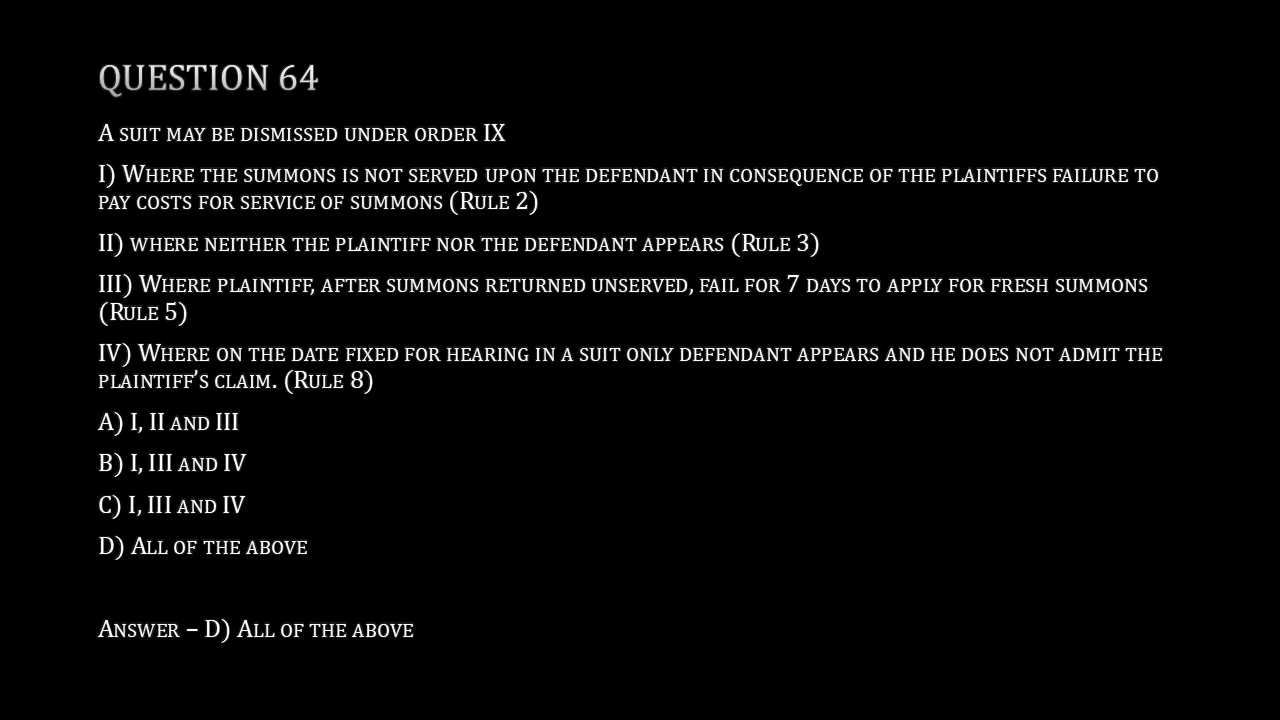 QUESTION 64
A SUIT MAY BE DISMISSED UNDER ORDER IX
I) WHERE THE SUMMONS IS NOT SERVED UPON THE DEFENDANT IN CONSEQUENCE OF THE PLAINTIFFS FAILURE TO
PAY COSTS FOR SERVICE OF SUMMONS (RULE 2)
II) WHERE NEITHER THE PLAINTIFF NOR THE DEFENDANT APPEARS (RULE 3)
III) WHERE PLAINTIFF, AFTER SUMMONS RETURNED UNSERVED, FAIL FOR 7 DAYS TO APPLY FOR FRESH SUMMONS
(RULE 5)
IV) WHERE ON THE DATE FIXED FOR HEARING IN A SUIT ONLY DEFENDANT APPEARS AND HE DOES NOT ADMIT THE
PLAINTIFF'S CLAIM. (RULE 8)
A) I, II AND III
B) I, III AND IV
C) I, III AND IV
D) ALL OF THE ABOVE
ANSWER – D) ALL OF THE ABOVE